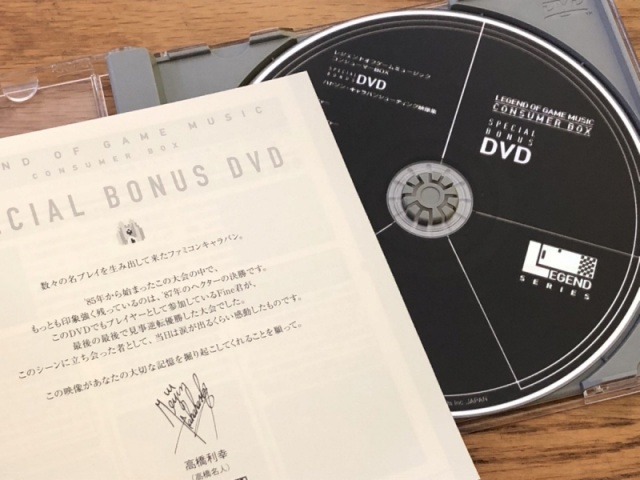 END OF GAME MUSIC
CONSUMER BOX
ECIAL BONUS DVD
数々の名プレイを生み出して来たファミコンキャラバン。
'85年から始まったこの大会の中で、
もっとも印象強く残っているのは、'87年のヘクターの決勝です。
このDVDでもプレイヤーとして参加しているFine君が、
最後の最後で見事逆転優勝した大会でした。
このシーンに立ち会った者として、当日は涙が出るくらい感動したものです。
この映像があなたの大切な記憶を掘り起こしてくれることを願って。
高橋利幸
(高橋名人)
レジェンドオブゲームミュージック
コンシューマーBOX
SPECIAL
BONUS DVD
ハドソン・キャラバンシューティング映像集
LEGEND OF GAME MUSIC
CONSUMER BOX
SPECIAL
BONUS
DVD
LEGEND
SERIES
Inc. JAPAN